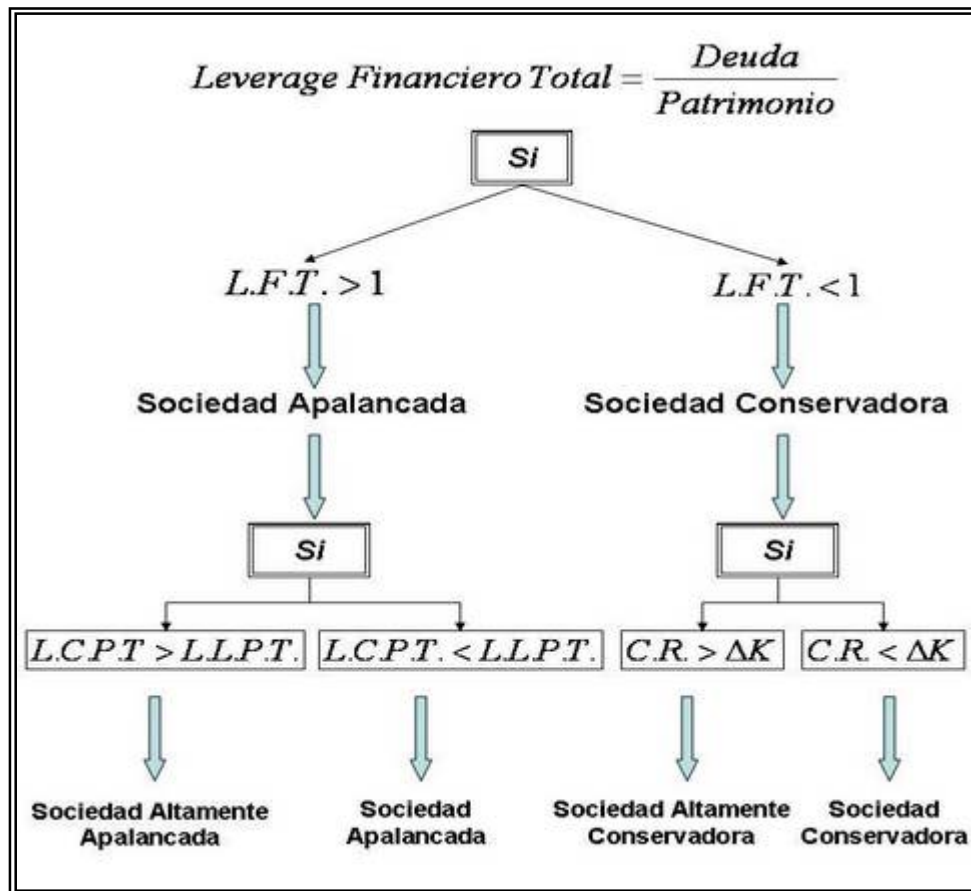 Leverage Financiero Total = Deuda / Patrimonio
Si
L.F.T. > 1
L.F.T. < 1
Sociedad Apalancada
Sociedad Conservadora
Si
Si
L.C.P.T > L.L.P.T.
L.C.P.T. < L.L.P.T.
C.R. > ΔK
C.R. < ΔK
Sociedad Altamente
Apalancada
Sociedad
Apalancada
Sociedad Altamente
Conservadora
Sociedad
Conservadora